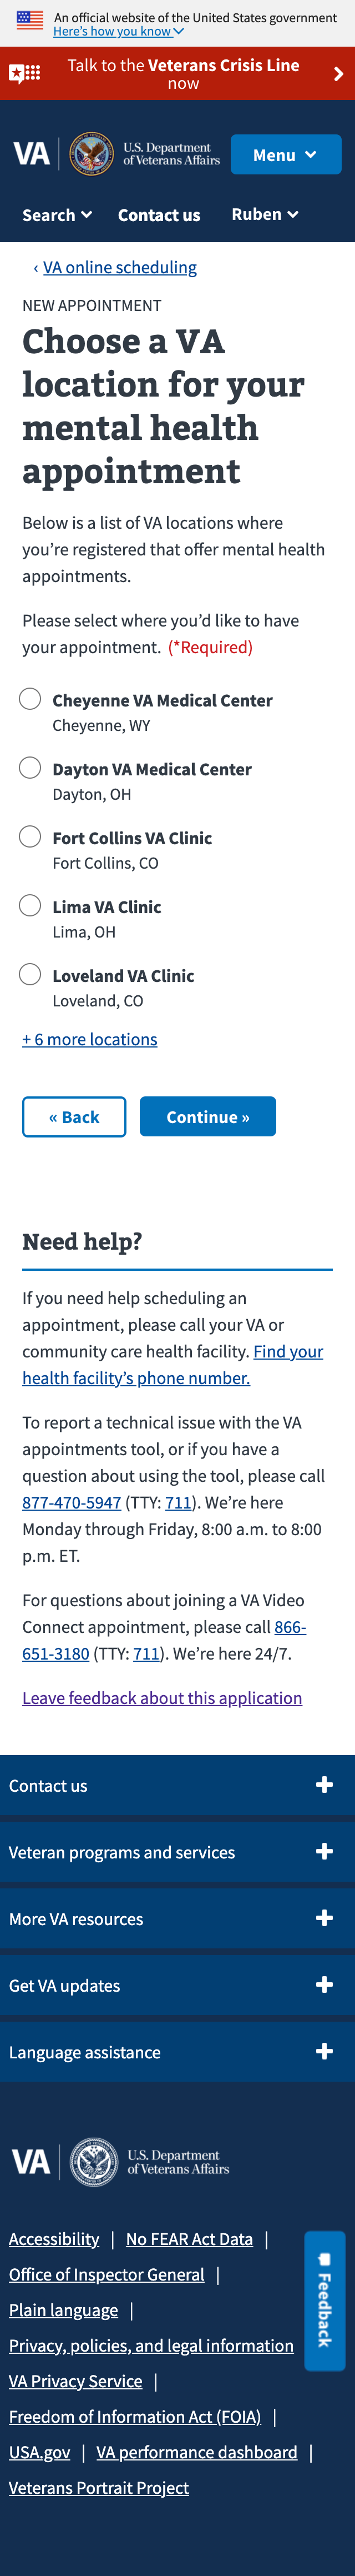 An official website of the United States government
Here's how you know
Talk to the Veterans Crisis Line
now
VA
U.S. Department
of Veterans Affairs
Menu
Search
Contact us
Ruben
‹ VA online scheduling
NEW APPOINTMENT
Choose a VA
location for your
mental health
appointment
Below is a list of VA locations where
you're registered that offer mental health
appointments.
Please select where you'd like to have
your appointment. (*Required)
Cheyenne VA Medical Center
Cheyenne, WY
Dayton VA Medical Center
Dayton, OH
Fort Collins VA Clinic
Fort Collins, CO
Lima VA Clinic
Lima, OH
Loveland VA Clinic
Loveland, CO
+ 6 more locations
« Back
Continue »
Need help?
If you need help scheduling an
appointment, please call your VA or
community care health facility. Find your
health facility's phone number.
To report a technical issue with the VA
appointments tool, or if you have a
question about using the tool, please call
877-470-5947 (TTY: 711). We're here
Monday through Friday, 8:00 a.m. to 8:00
p.m. ET.
For questions about joining a VA Video
Connect appointment, please call 866-
651-3180 (TTY: 711). We're here 24/7.
Leave feedback about this application
Contact us
Veteran programs and services
More VA resources
Get VA updates
Language assistance
VA
U.S. Department
of Veterans Affairs
Accessibility | No FEAR Act Data |
Office of Inspector General |
Plain language |
Privacy, policies, and legal information
VA Privacy Service |
Freedom of Information Act (FOIA) |
USA.gov | VA performance dashboard |
Veterans Portrait Project
Feedback